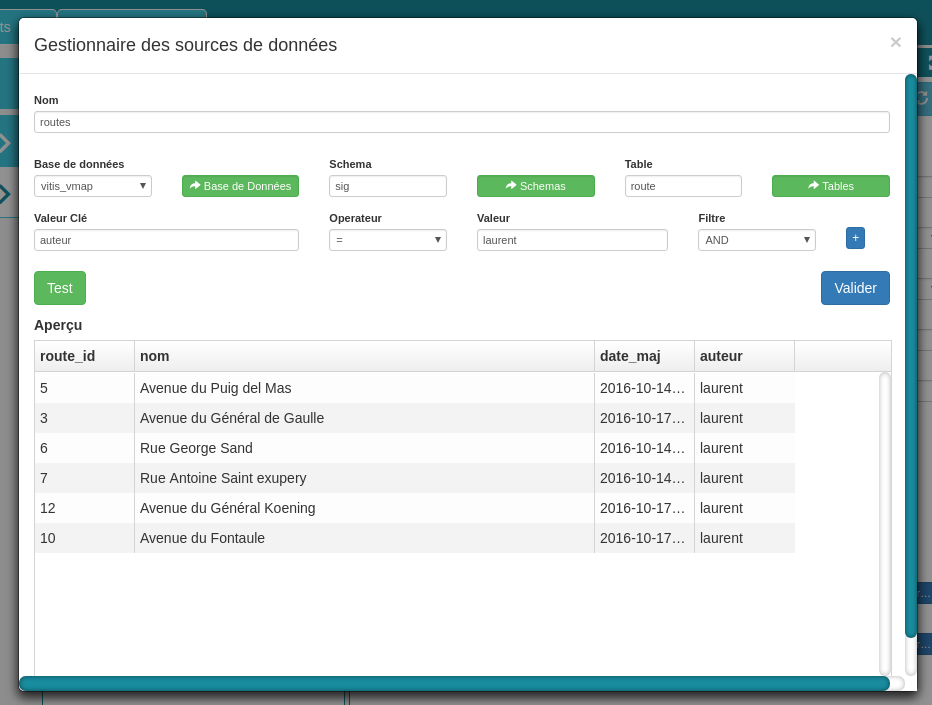 ts
Gestionnaire des sources de données
×
Nom
routes
Base de données Schema Table
vitis_vmap Base de Données sig Schemas route Tables
Valeur Clé Operateur Valeur Filtre
auteur = laurent AND +
Test Valider
Aperçu
route_id nom date_maj auteur
5 Avenue du Puig del Mas 2016-10-14… laurent
3 Avenue du Général de Gaulle 2016-10-17… laurent
6 Rue George Sand 2016-10-14… laurent
7 Rue Antoine Saint exupery 2016-10-14… laurent
12 Avenue du Général Koening 2016-10-17… laurent
10 Avenue du Fontaule 2016-10-17… laurent